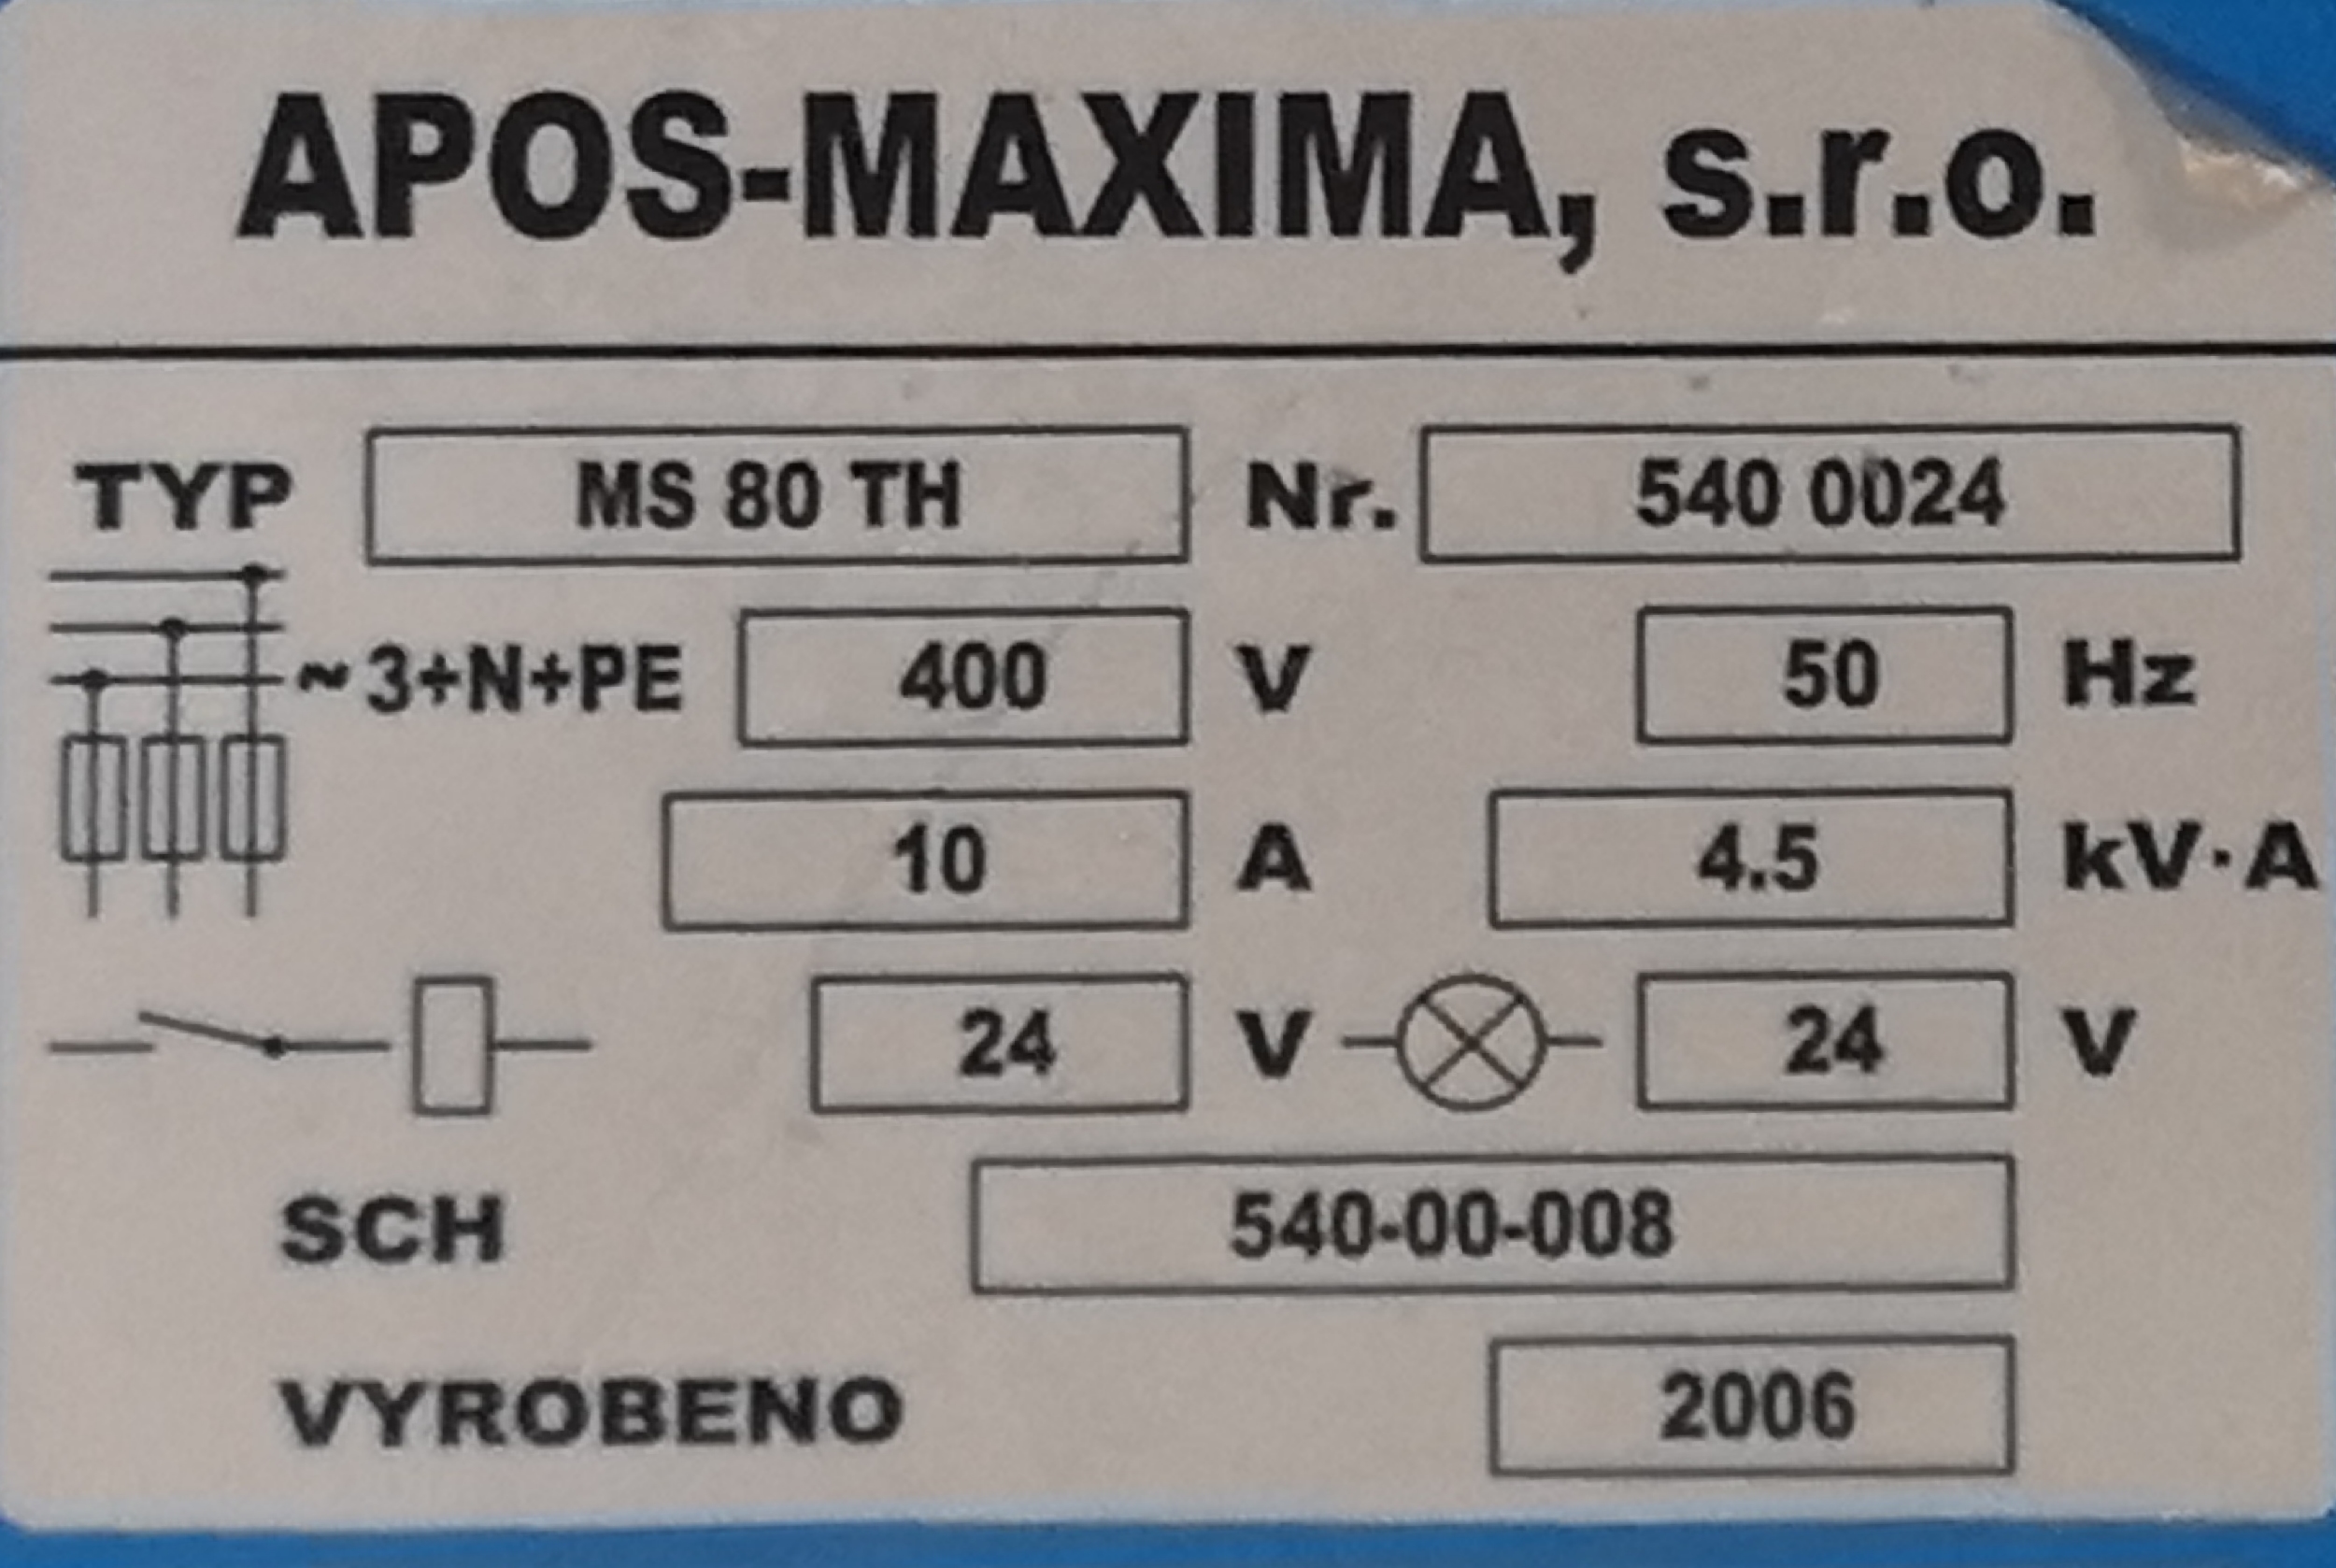 APOS-MAXIMA, s.r.o.
TYP MS 80 TH Nr. 540 0024
~3+N+PE 400 V 50 Hz
10 A 4.5 kV·A
24 V 24 V
SCH 540-00-008
VYROBENO 2006